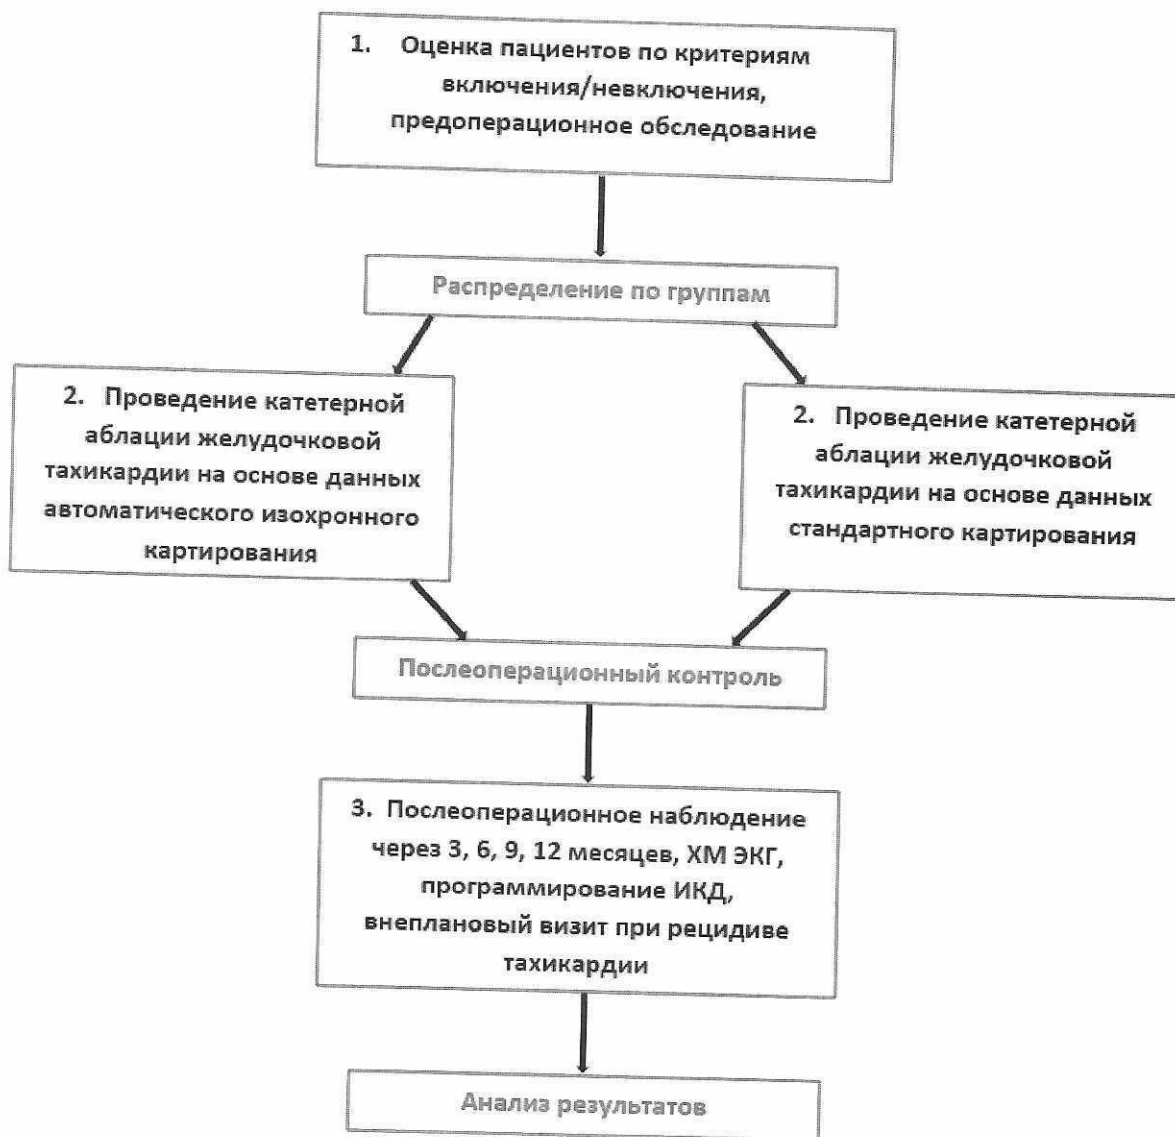 1. Оценка пациентов по критериям
включения/невключения,
предоперационное обследование
Распределение по группам
2. Проведение катетерной
аблации желудочковой
тахикардии на основе данных
автоматического изохронного
картирования
2. Проведение катетерной
аблации желудочковой
тахикардии на основе данных
стандартного картирования
Послеоперационный контроль
3. Послеоперационное наблюдение
через 3, 6, 9, 12 месяцев, ХМ ЭКГ,
программирование ИКД,
внеплановый визит при рецидиве
тахикардии
Анализ результатов